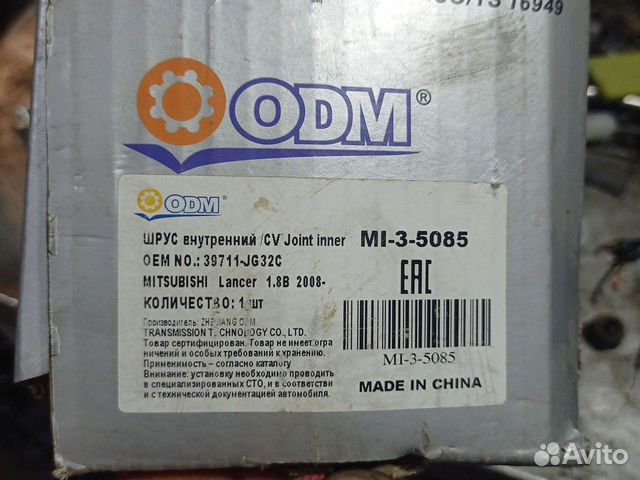 16949
ODM®
ODM®
ШРУС внутренний /CV Joint inner MI-3-5085
OEM NO.: 39711-JG32C
MITSUBISHI Lancer 1.8B 2008-
КОЛИЧЕСТВО: 1 шт
EAC
Производитель: ZHEJIANG ODM
TRANSMISSION T. CHNOLOGY CO., LTD.
Товар сертифицирован. Товар не имеет огра
ничений и особых требований к хранению.
Применимость – согласно каталогу
Внимание: установку необходимо проводить
в специализированных СТО, и в соответстви
и с технической документацией автомобиля.
MI-3-5085
MADE IN CHINA
Avito